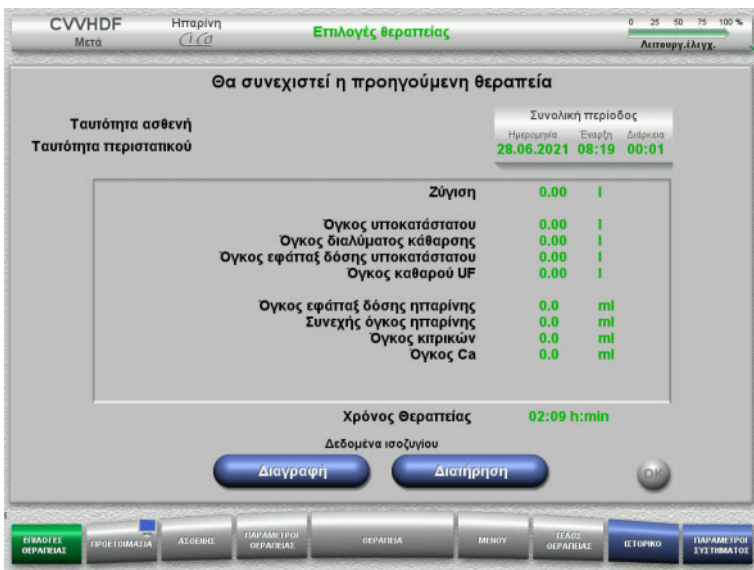 CVVHDF
Μετά
Ηπαρίνη
Ci Ca
Επιλογές θεραπείας
0 25 50 75 100 %
Λειτουργ.έλεγχ.
Θα συνεχιστεί η προηγούμενη θεραπεία
Ταυτότητα ασθενή
Ταυτότητα περιστατικού
Συνολική περίοδος
Ημερομηνία Έναρξη Διάρκεια
28.06.2021 08:19 00:01
Ζύγιση 0.00 l
Όγκος υποκατάστατου 0.00 l
Όγκος διαλύματος κάθαρσης 0.00 l
Όγκος εφάπαξ δόσης υποκατάστατου 0.00 l
Όγκος καθαρού UF 0.00 l
Όγκος εφάπαξ δόσης ηπαρίνης 0.0 ml
Συνεχής όγκος ηπαρίνης 0.0 ml
Όγκος κιτρικών 0.0 ml
Όγκος Ca 0.0 ml
Χρόνος Θεραπείας 02:09 h:min
Δεδομένα ισοζυγίου
Διαγραφή Διατήρηση OK
ΕΠΙΛΟΓΕΣ ΘΕΡΑΠΕΙΑΣ
ΠΡΟΕΤΟΙΜΑΣΙΑ
ΑΣΘΕΝΗΣ
ΠΑΡΑΜΕΤΡΟΙ ΘΕΡΑΠΕΙΑΣ
ΘΕΡΑΠΕΙΑ
ΜΕΝΟΥ
ΤΕΛΟΣ ΘΕΡΑΠΕΙΑΣ
ΙΣΤΟΡΙΚΟ
ΠΑΡΑΜΕΤΡΟΙ ΣΥΣΤΗΜΑΤΟΣ